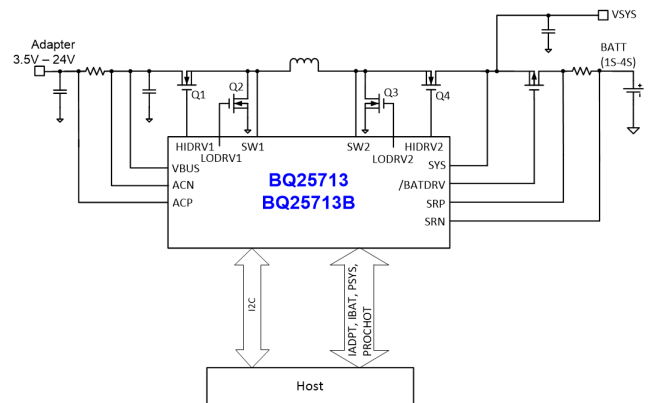 VSYS
Adapter
3.5V – 24V
BATT
(1S-4S)
Q1
Q2
Q3
Q4
HIDRV1
LODRV1
SW1
SW2
LODRV2
HIDRV2
VBUS
ACN
ACP
BQ25713
BQ25713B
SYS
/BATDRV
SRP
SRN
I2C
IADPT, IBAT, PSYS,
PROCHOT
Host